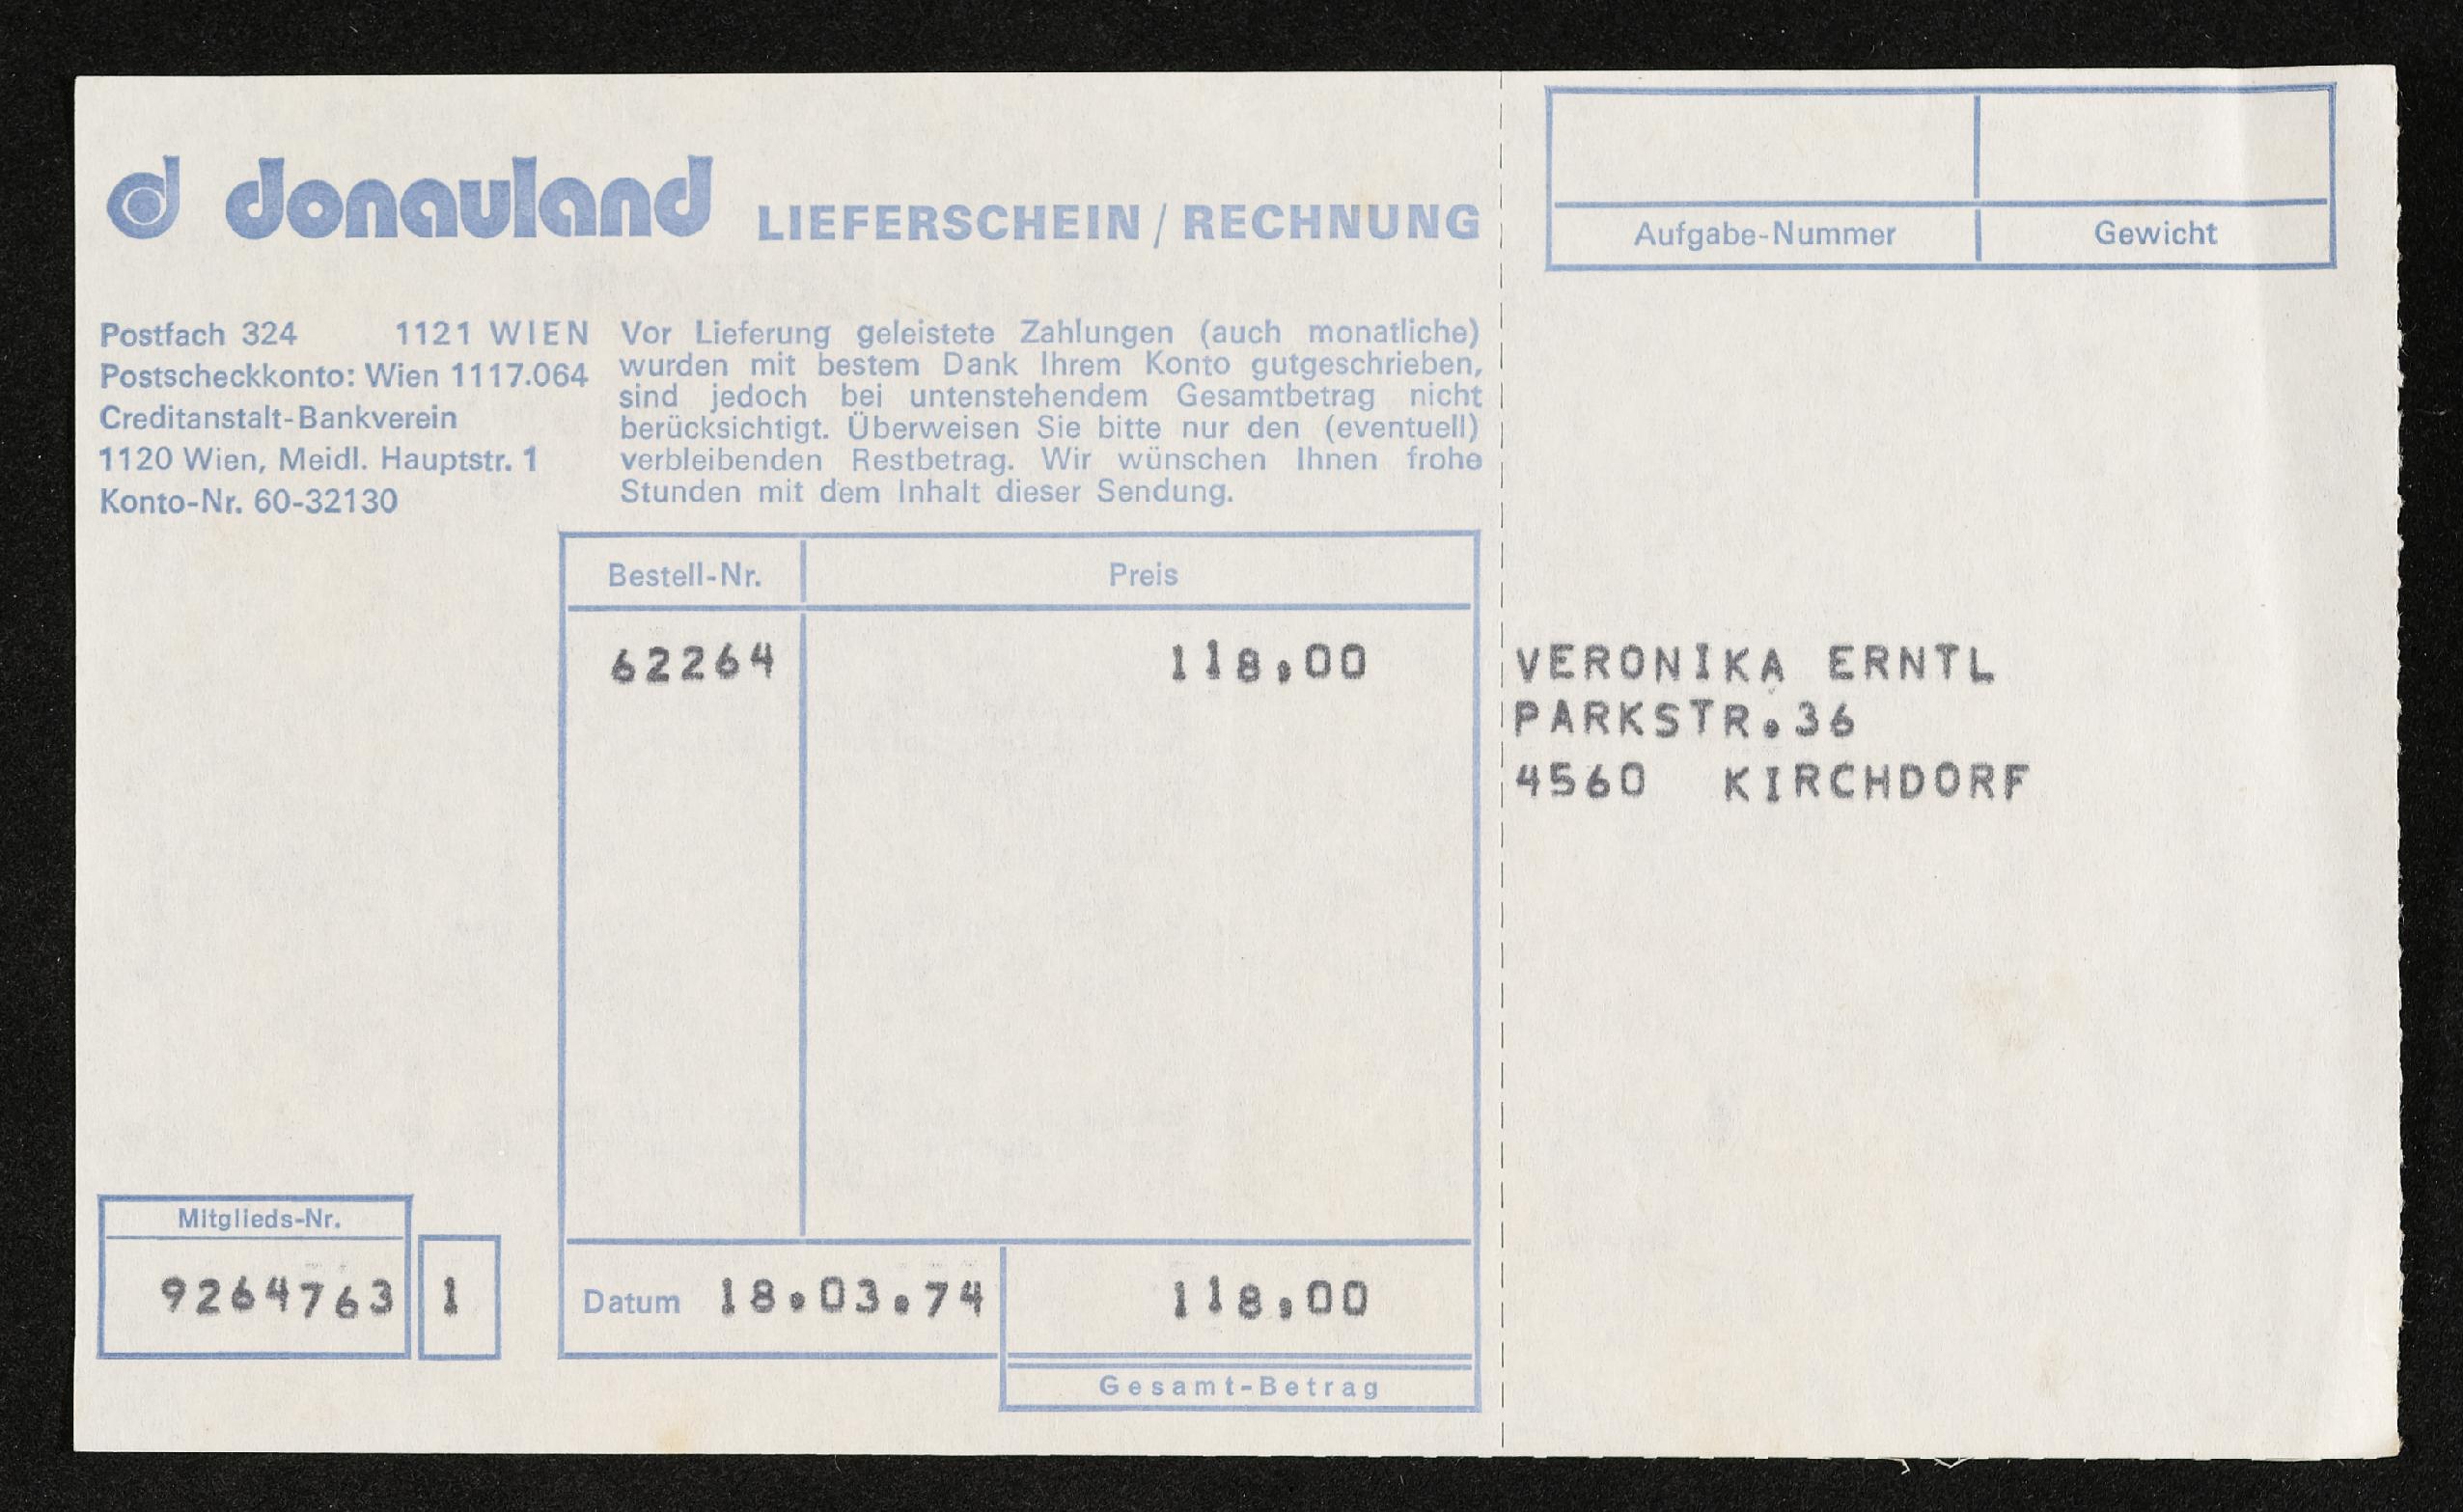 d donauland LIEFERSCHEIN / RECHNUNG
Postfach 324 1121 WIEN
Postscheckkonto: Wien 1117.064
Creditanstalt-Bankverein
1120 Wien, Meidl. Hauptstr. 1
Konto-Nr. 60-32130
Vor Lieferung geleistete Zahlungen (auch monatliche)
wurden mit bestem Dank Ihrem Konto gutgeschrieben,
sind jedoch bei untenstehendem Gesamtbetrag nicht
berücksichtigt. Überweisen Sie bitte nur den (eventuell)
verbleibenden Restbetrag. Wir wünschen Ihnen frohe
Stunden mit dem Inhalt dieser Sendung.
Bestell-Nr. Preis
62264 118,00
Mitglieds-Nr.
9264763 1
Datum 18.03.74 118,00
Gesamt-Betrag
Aufgabe-Nummer Gewicht
VERONIKA ERNTL
PARKSTR.36
4560 KIRCHDORF